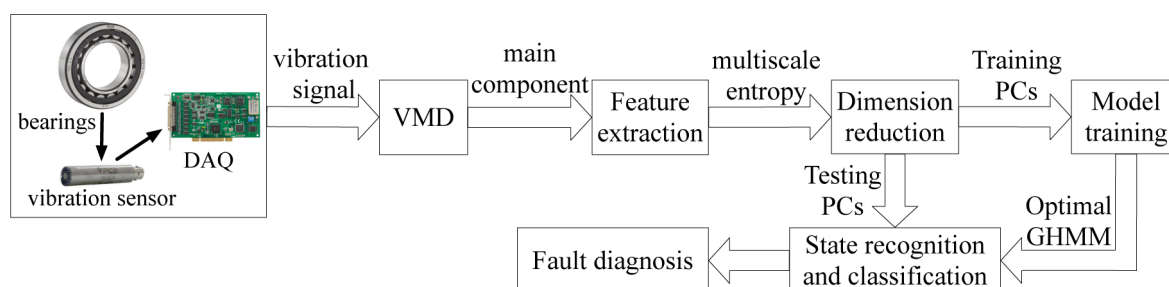 bearings
vibration sensor
DAQ
vibration
signal
VMD
main
component
Feature
extraction
multiscale
entropy
Dimension
reduction
Training
PCs
Model
training
Testing
PCs
Optimal
GHMM
State recognition
and classification
Fault diagnosis